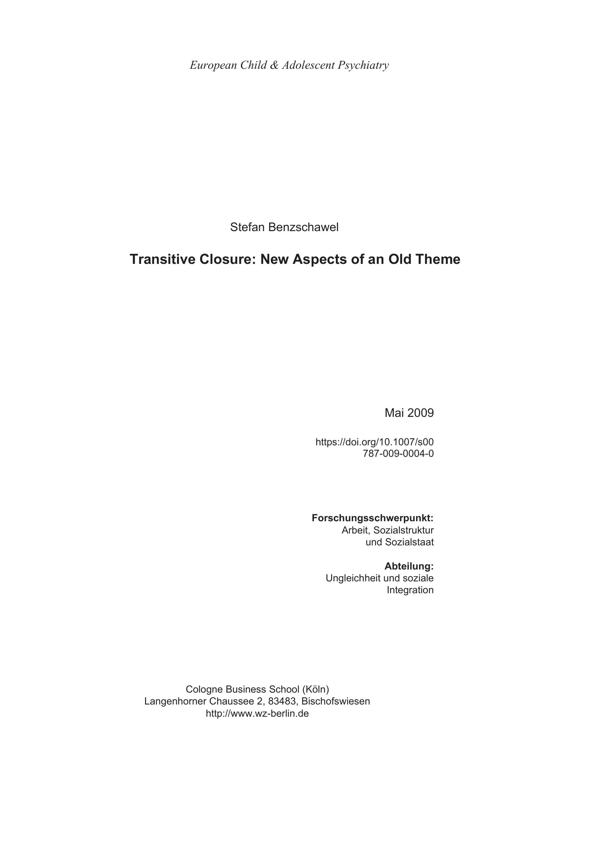 European Child & Adolescent Psychiatry
Stefan Benzschawel
Transitive Closure: New Aspects of an Old Theme
Mai 2009
https://doi.org/10.1007/s00
787-009-0004-0
Forschungsschwerpunkt:
Arbeit, Sozialstruktur
und Sozialstaat
Abteilung:
Ungleichheit und soziale
Integration
Cologne Business School (Köln)
Langenhorner Chaussee 2, 83483, Bischofswiesen
http://www.wz-berlin.de